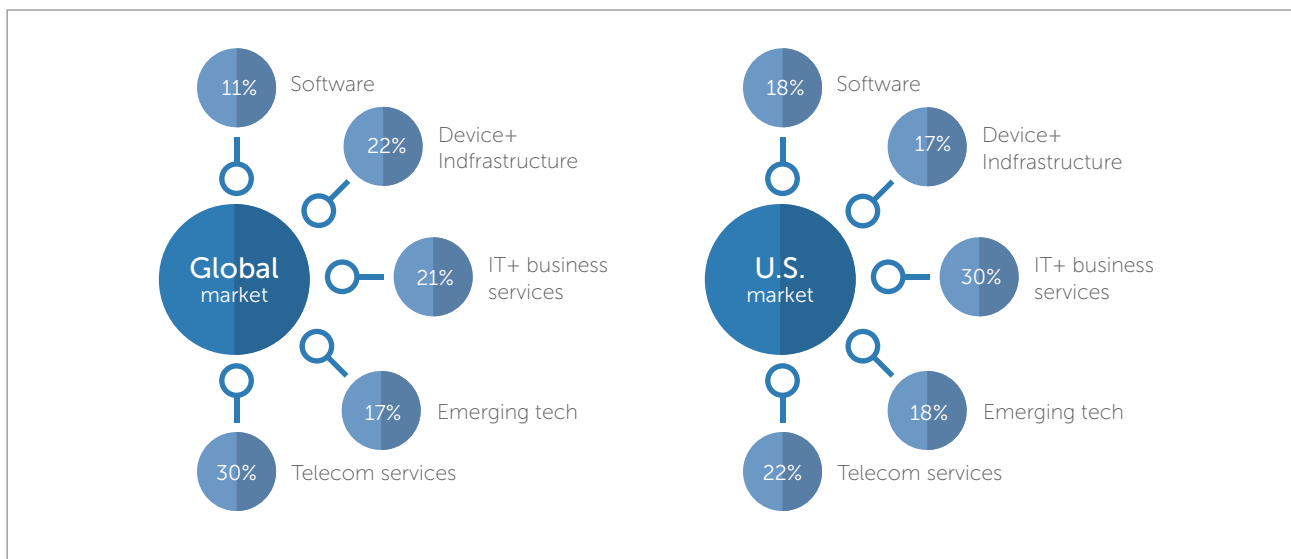 11%
Software
22%
Device+
Indfrastructure
Global
market
21%
IT+ business
services
17%
Emerging tech
30%
Telecom services
18%
Software
17%
Device+
Indfrastructure
U.S.
market
30%
IT+ business
services
18%
Emerging tech
22%
Telecom services